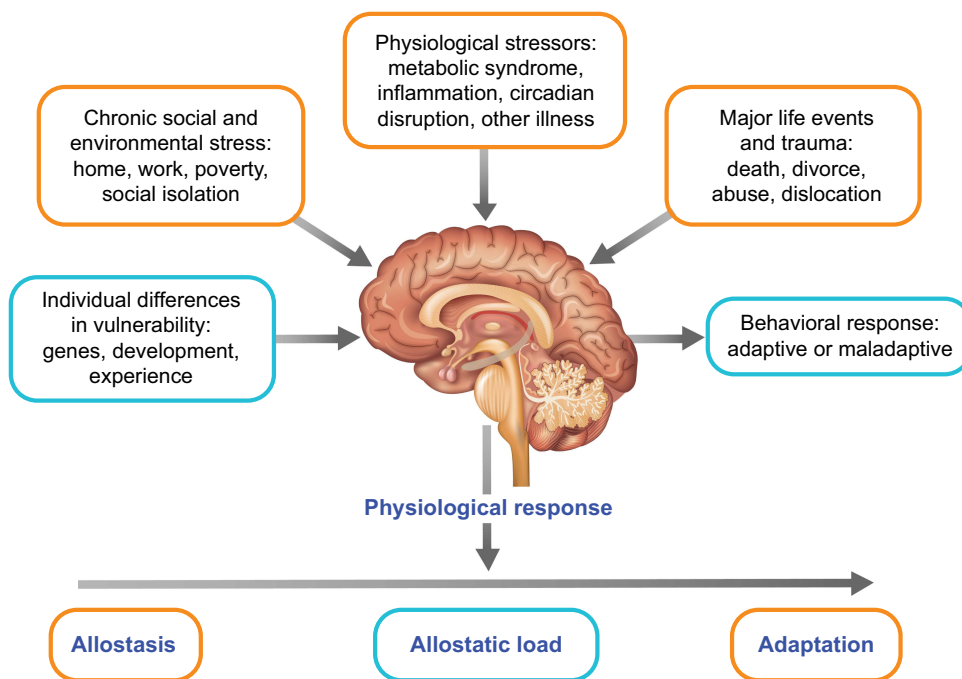 Physiological stressors:
metabolic syndrome,
inflammation, circadian
disruption, other illness
Chronic social and
environmental stress:
home, work, poverty,
social isolation
Major life events
and trauma:
death, divorce,
abuse, dislocation
Individual differences
in vulnerability:
genes, development,
experience
Behavioral response:
adaptive or maladaptive
Physiological response
Allostasis
Allostatic load
Adaptation